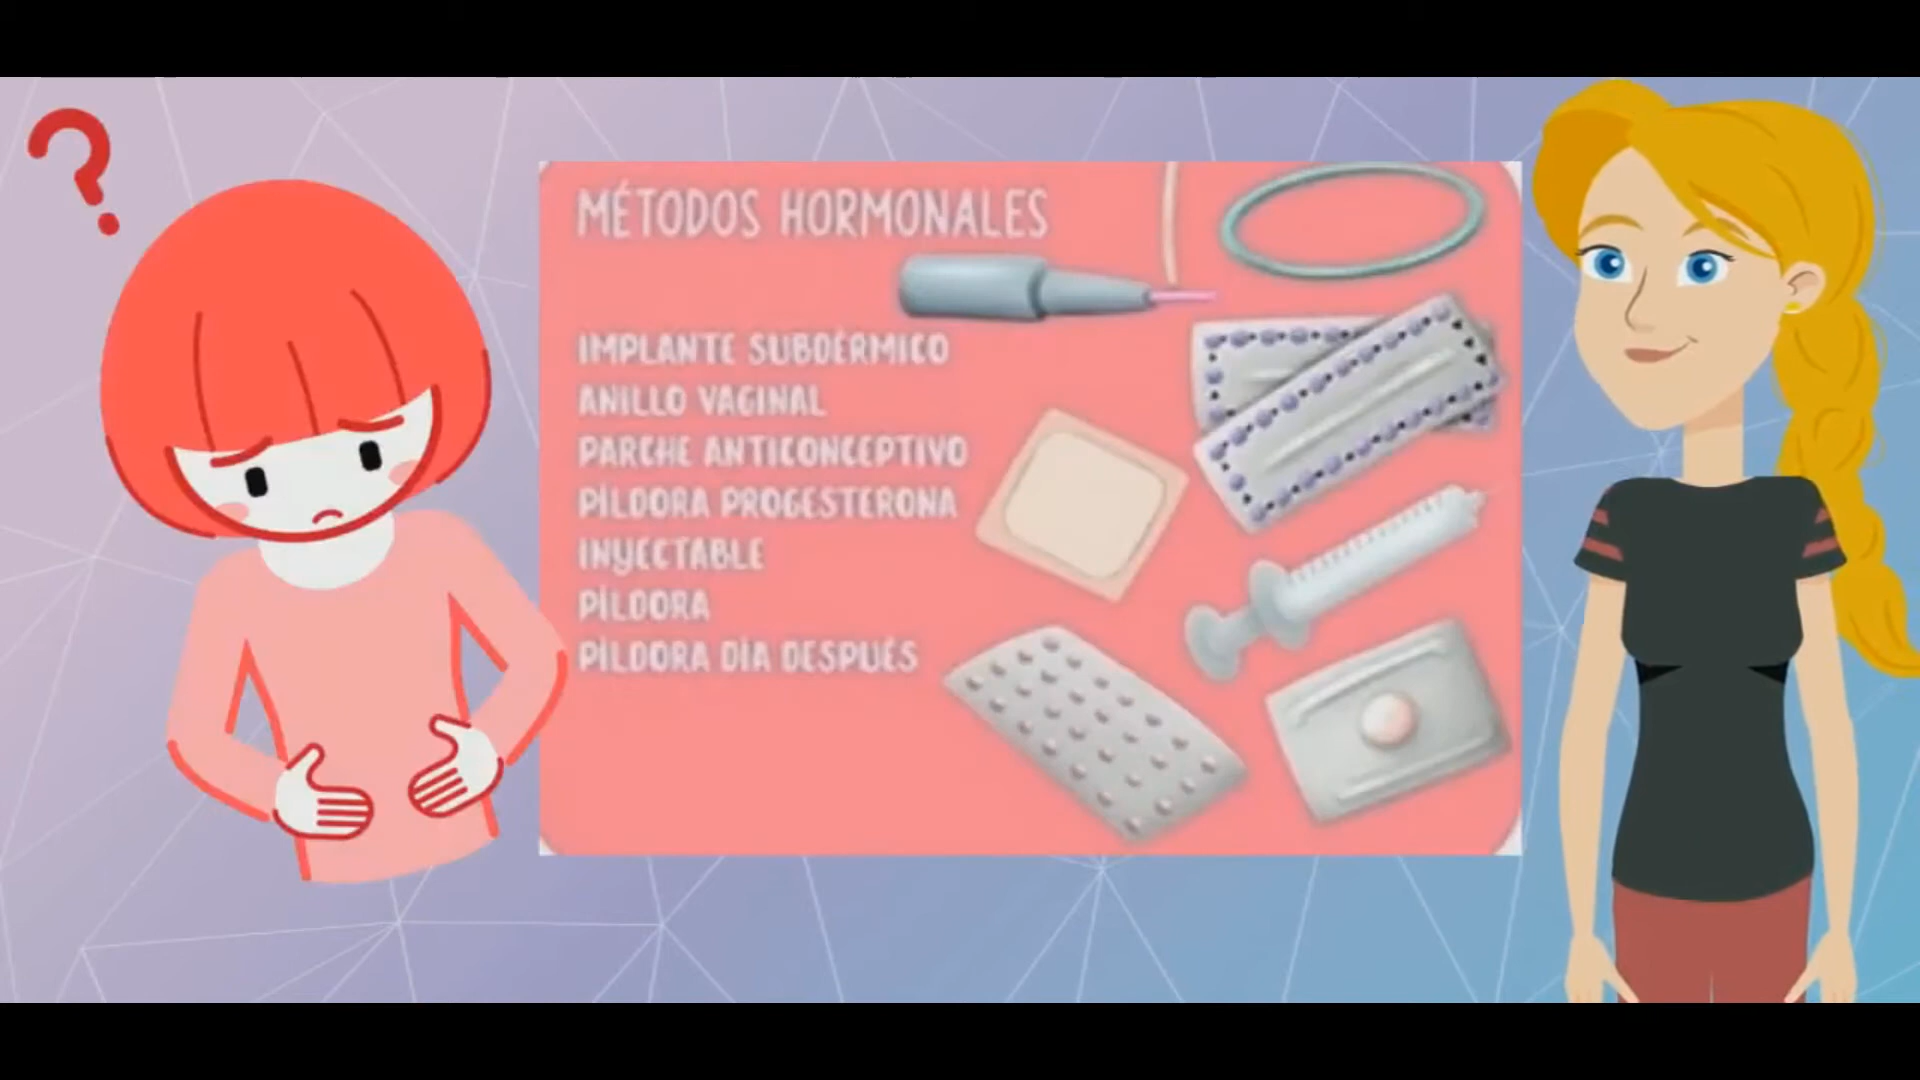 ?
MÉTODOS HORMONALES
IMPLANTE SUBDÉRMICO
ANILLO VAGINAL
PARCHE ANTICONCEPTIVO
PÍLDORA PROGESTERONA
INYECTABLE
PÍLDORA
PÍLDORA DÍA DESPUÉS